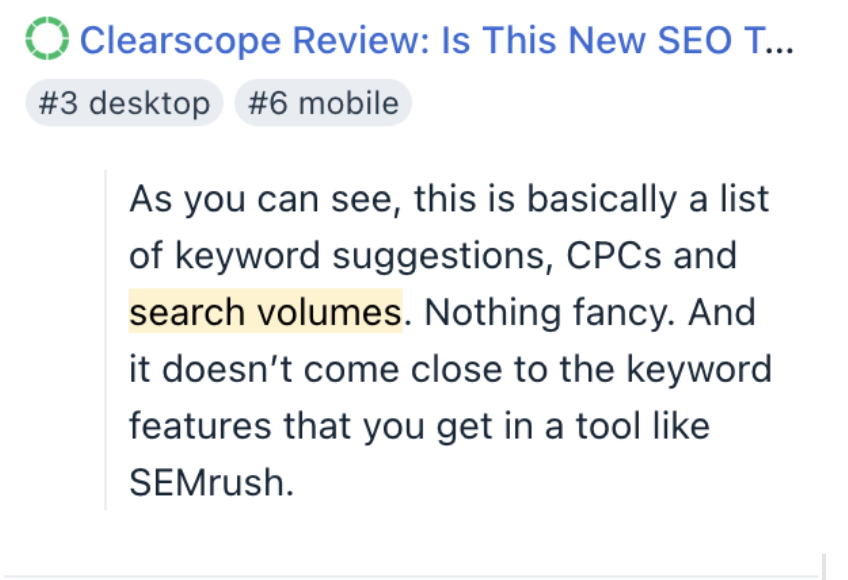 Clearscope Review: Is This New SEO T...
#3 desktop #6 mobile
As you can see, this is basically a list
of keyword suggestions, CPCs and
search volumes. Nothing fancy. And
it doesn’t come close to the keyword
features that you get in a tool like
SEMrush.